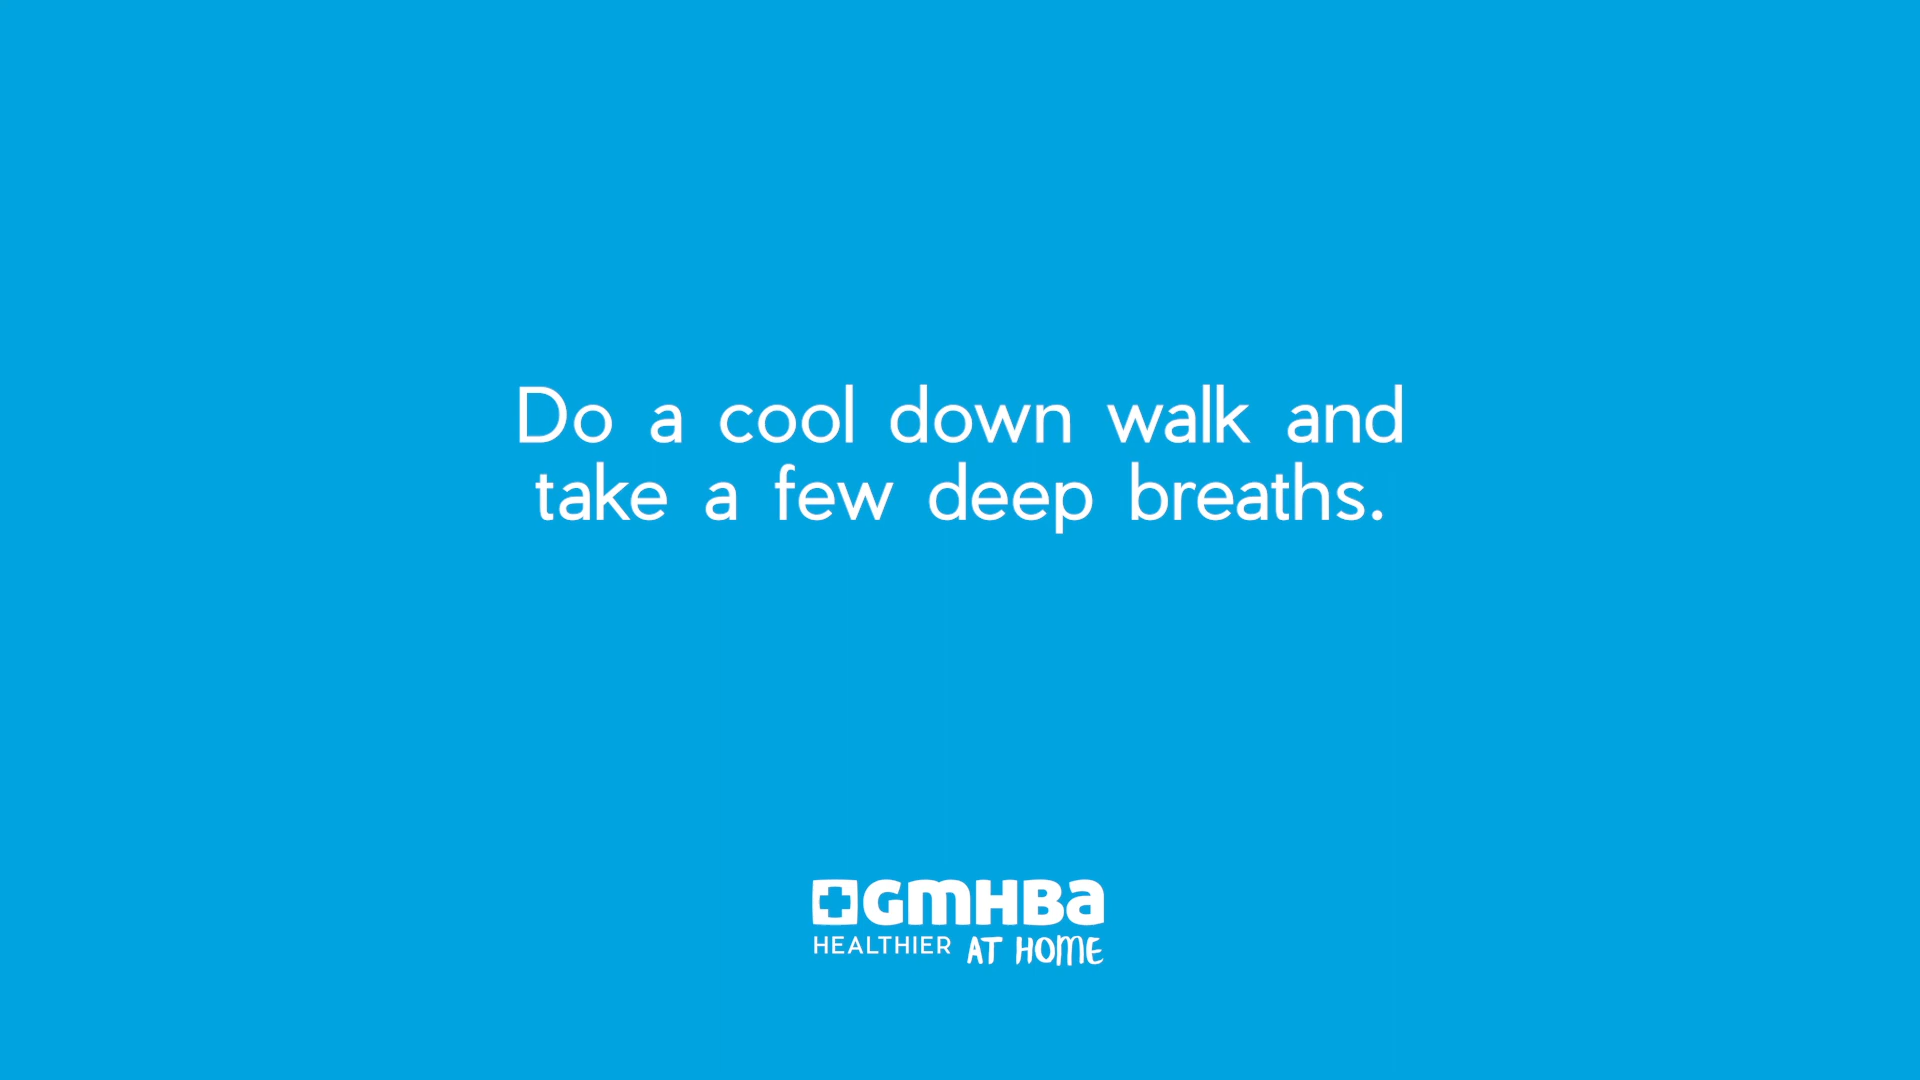 Do a cool down walk and
take a few deep breaths.
GMHBA
HEALTHIER AT HOME